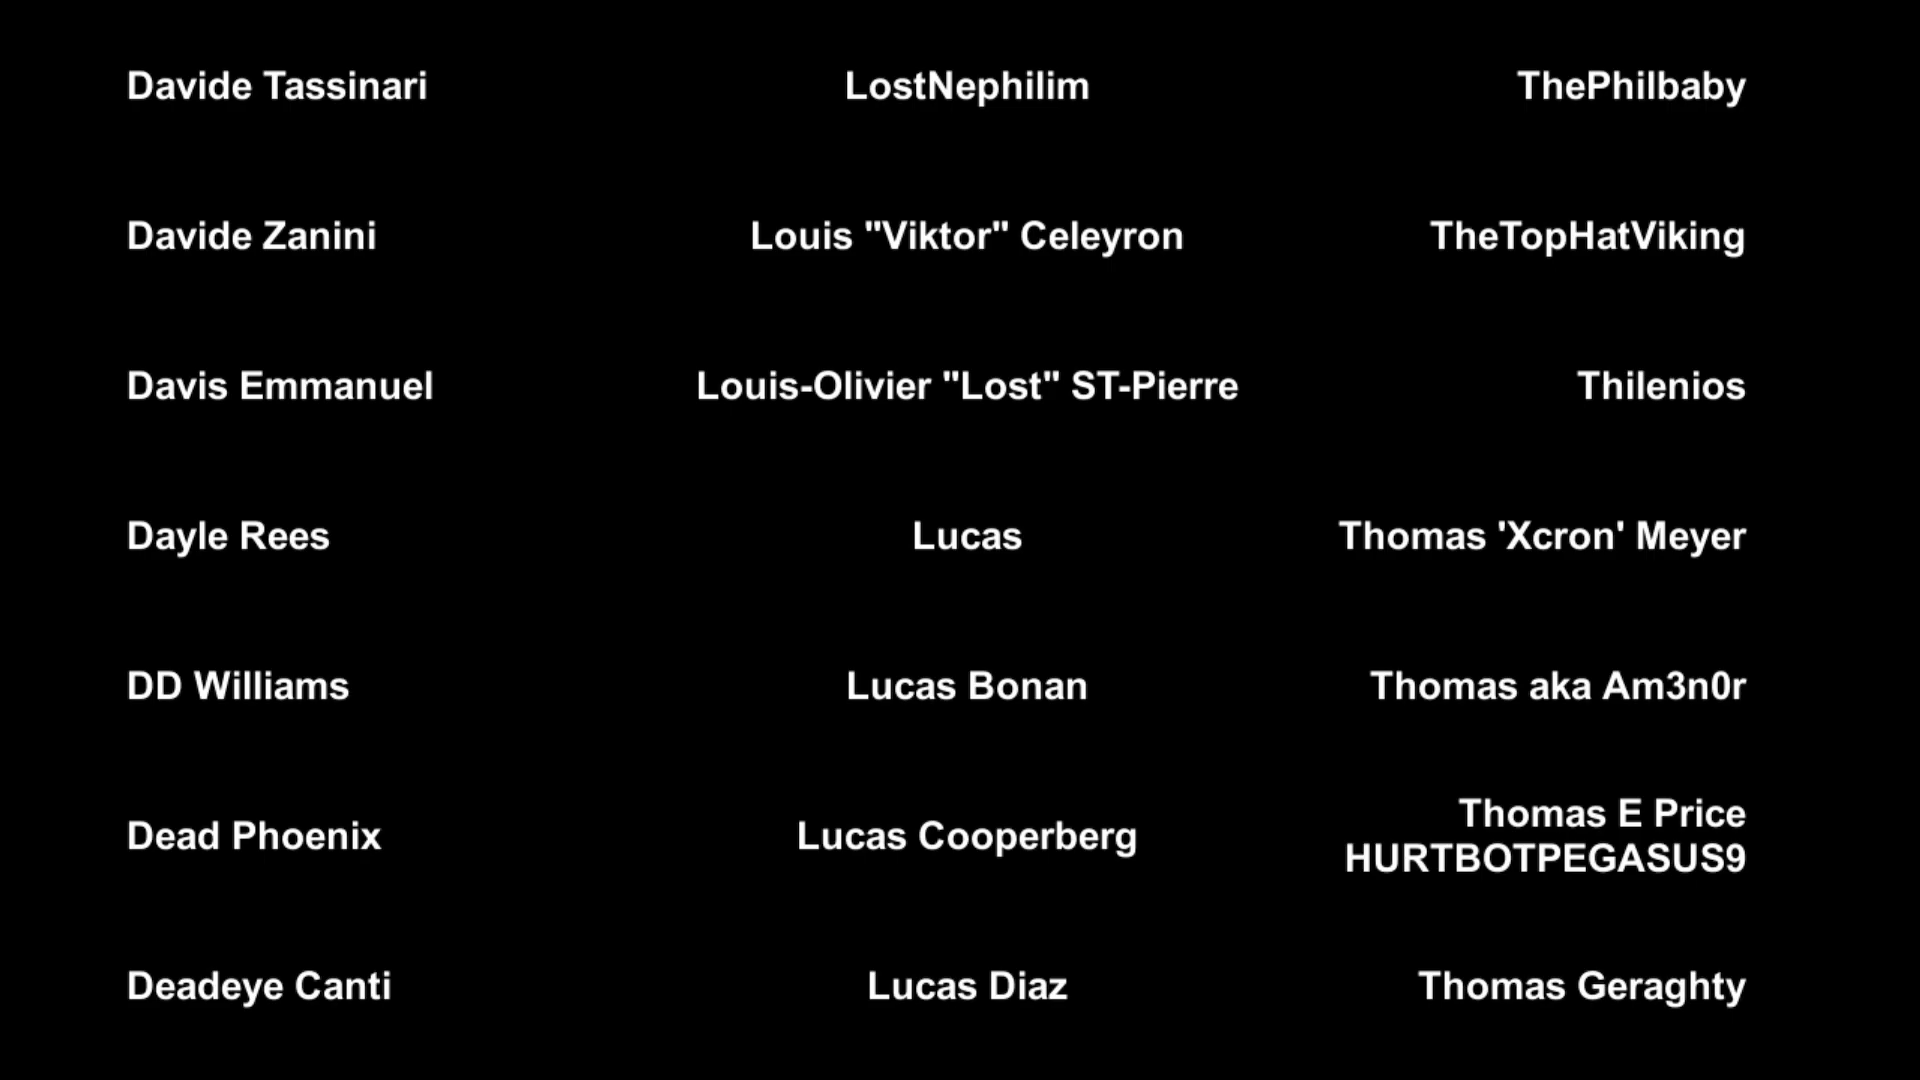 Davide Tassinari
LostNephilim
ThePhilbaby
Davide Zanini
Louis "Viktor" Celeyron
TheTopHatViking
Davis Emmanuel
Louis-Olivier "Lost" ST-Pierre
Thilenios
Dayle Rees
Lucas
Thomas 'Xcron' Meyer
DD Williams
Lucas Bonan
Thomas aka Am3n0r
Dead Phoenix
Lucas Cooperberg
Thomas E Price
HURTBOTPEGASUS9
Deadeye Canti
Lucas Diaz
Thomas Geraghty